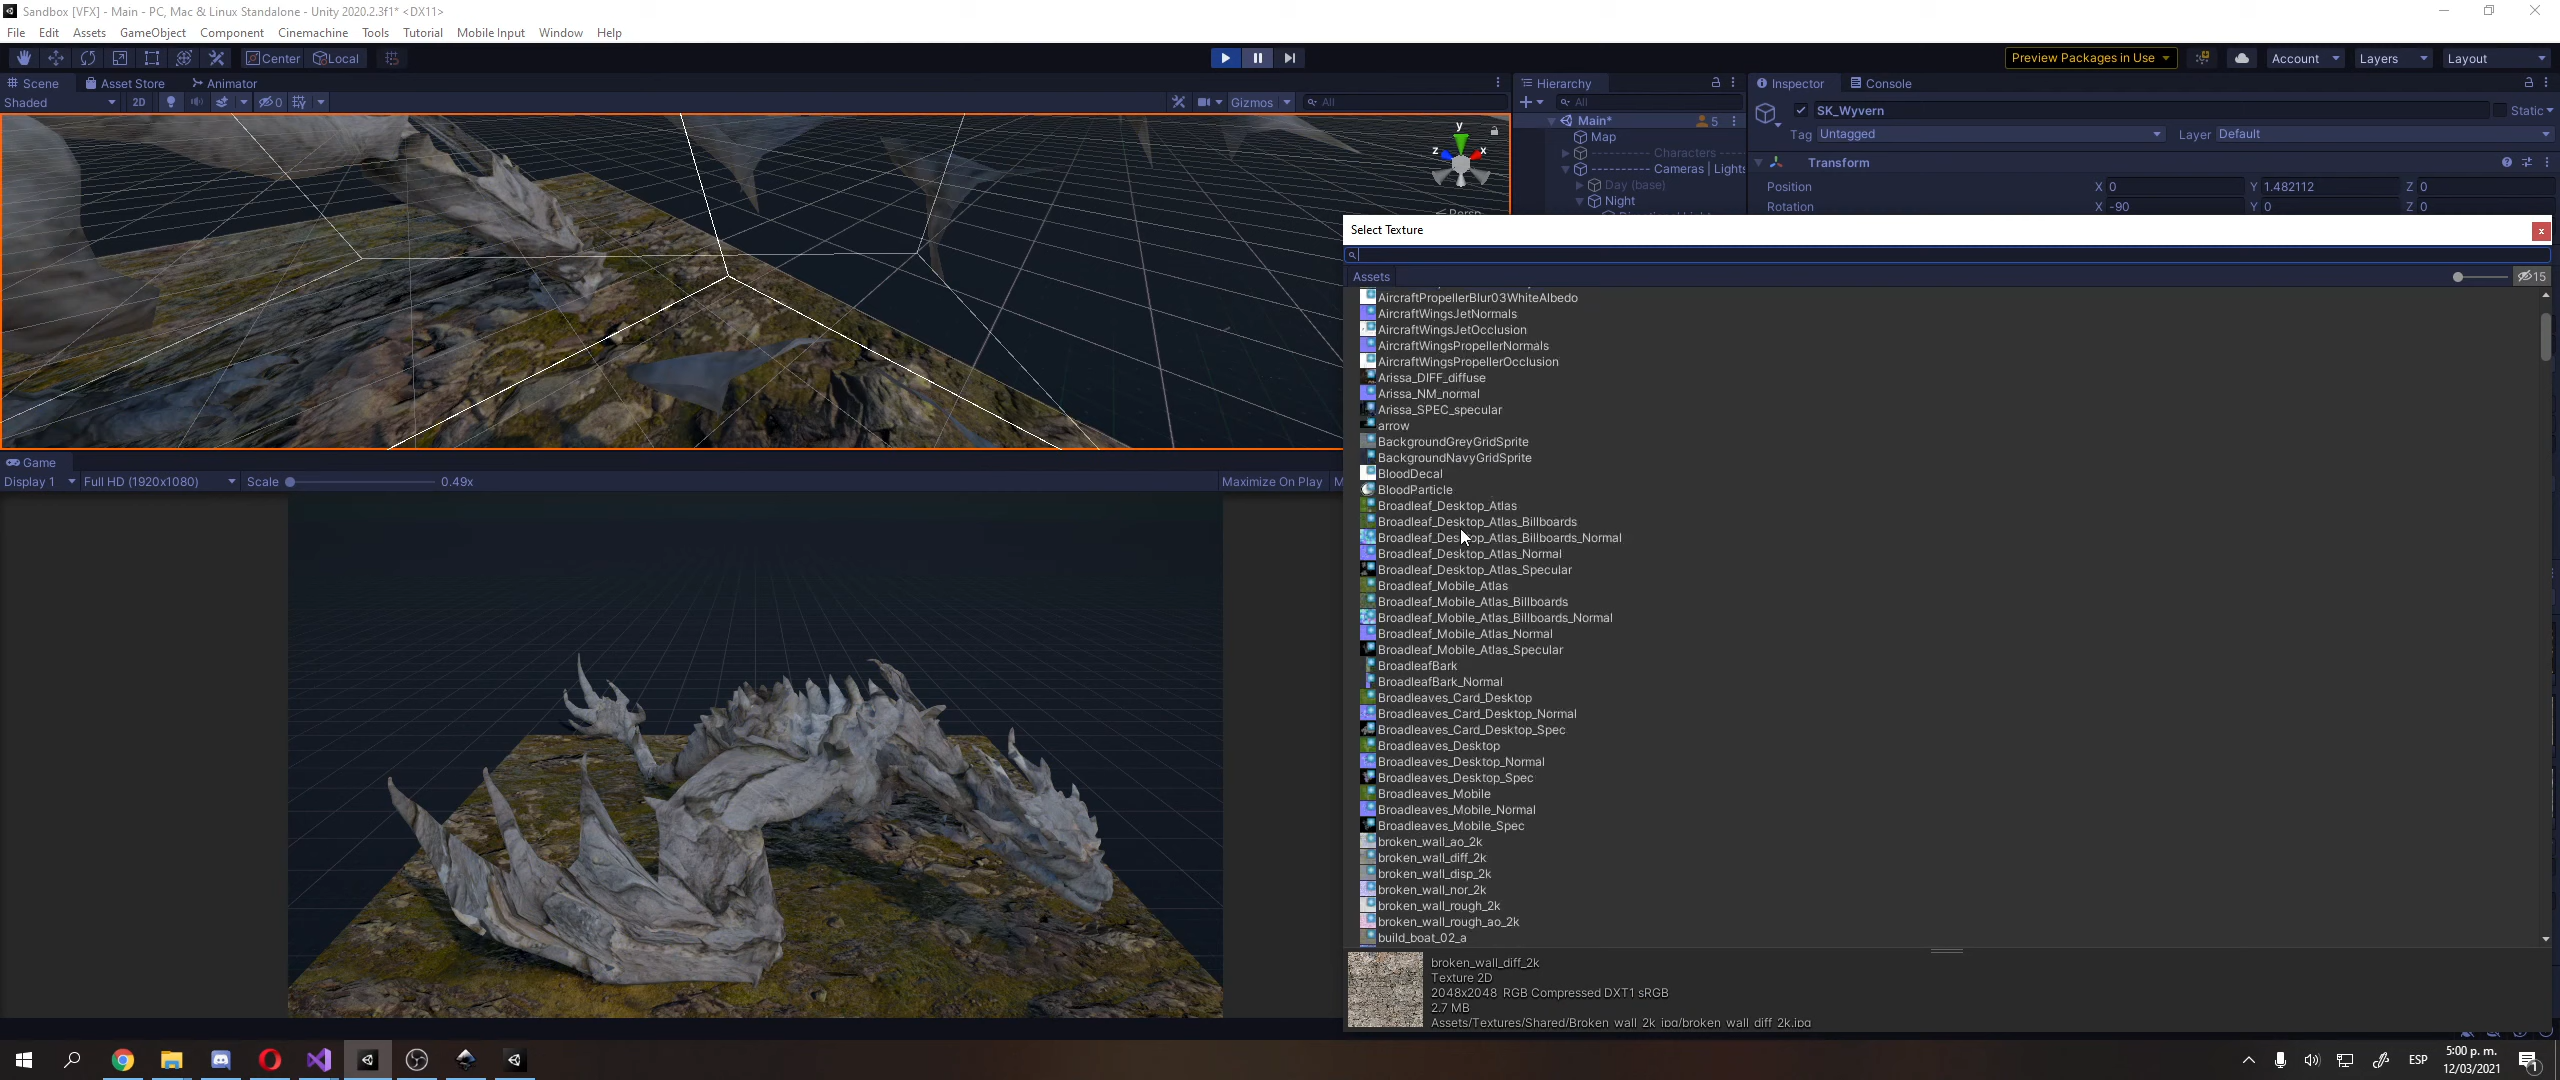 Sandbox [VFX] - Main - PC, Mac & Linux Standalone - Unity 2020.2.3f1* <DX11>
File Edit Assets GameObject Component Cinemachine Tools Tutorial Mobile Input Window Help
Center Local Preview Packages in Use Account Layers Layout
Scene Asset Store Animator Hierarchy Inspector Console
Shaded 2D 0 Gizmos All All
SK_Wyvern Static
Main* 5
Tag Untagged Layer Default
Map
---------- Characters ----
---------- Cameras | Lights
Transform
Day (base)
Night
Position X 0 Y 1.482112 Z 0
Rotation X -90 Y 0 Z 0
y
z x
Persp
Select Texture
x
Assets
15
AircraftPropellerBlur03WhiteAlbedo
AircraftWingsJetNormals
AircraftWingsJetOcclusion
AircraftWingsPropellerNormals
AircraftWingsPropellerOcclusion
Arissa_DIFF_diffuse
Arissa_NM_normal
Arissa_SPEC_specular
arrow
BackgroundGreyGridSprite
BackgroundNavyGridSprite
BloodDecal
BloodParticle
Broadleaf_Desktop_Atlas
Broadleaf_Desktop_Atlas_Billboards
Broadleaf_Desktop_Atlas_Billboards_Normal
Broadleaf_Desktop_Atlas_Normal
Broadleaf_Desktop_Atlas_Specular
Broadleaf_Mobile_Atlas
Broadleaf_Mobile_Atlas_Billboards
Broadleaf_Mobile_Atlas_Billboards_Normal
Broadleaf_Mobile_Atlas_Normal
Broadleaf_Mobile_Atlas_Specular
BroadleafBark
BroadleafBark_Normal
Broadleaves_Card_Desktop
Broadleaves_Card_Desktop_Normal
Broadleaves_Card_Desktop_Spec
Broadleaves_Desktop
Broadleaves_Desktop_Normal
Broadleaves_Desktop_Spec
Broadleaves_Mobile
Broadleaves_Mobile_Normal
Broadleaves_Mobile_Spec
broken_wall_ao_2k
broken_wall_diff_2k
broken_wall_disp_2k
broken_wall_nor_2k
broken_wall_rough_2k
broken_wall_rough_ao_2k
build_boat_02_a
broken_wall_diff_2k
Texture 2D
2048x2048 RGB Compressed DXT1 sRGB
2.7 MB
Assets/Textures/Shared/Broken_wall_2k_jpg/broken_wall_diff_2k.jpg
Game
Display 1 Full HD (1920x1080) Scale 0.49x Maximize On Play M
ESP
5:00 p. m.
12/03/2021
1